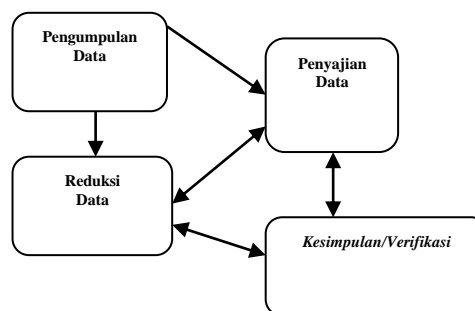 Pengumpulan
Data
Penyajian
Data
Reduksi
Data
Kesimpulan/Verifikasi